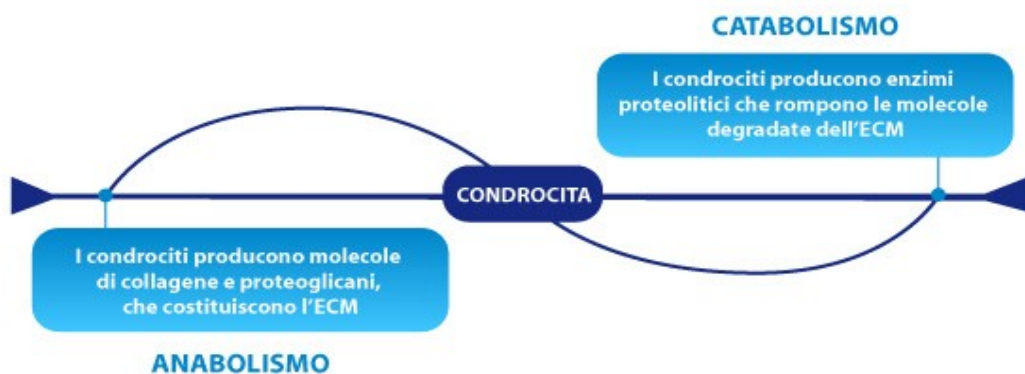 CATABOLISMO
I condrociti producono enzimi
proteolitici che rompono le molecole
degradate dell'ECM
CONDROCITA
I condrociti producono molecole
di collagene e proteoglicani,
che costituiscono l'ECM
ANABOLISMO